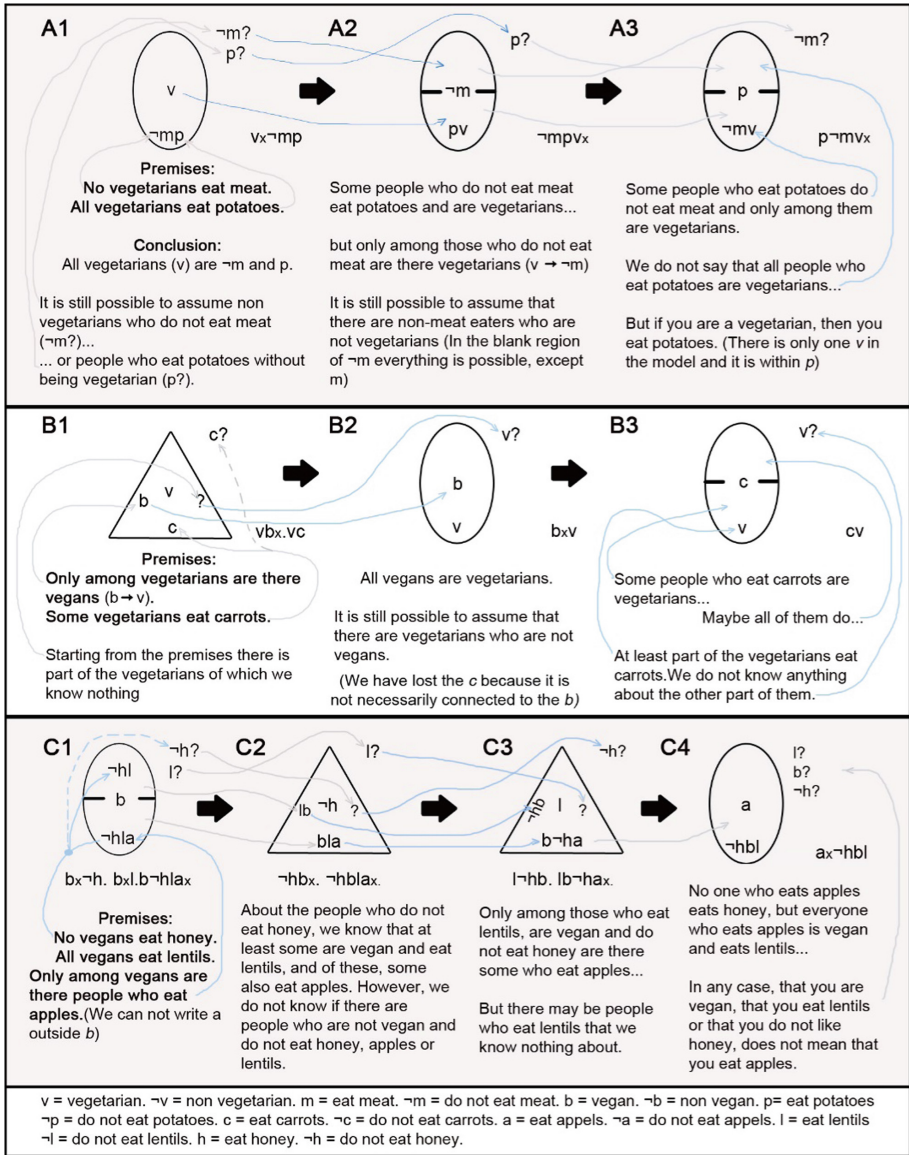 A1
¬m?
p?
v
¬mp
vx¬mp
Premises:
No vegetarians eat meat.
All vegetarians eat potatoes.
Conclusion:
All vegetarians (v) are ¬m and p.
It is still possible to assume non
vegetarians who do not eat meat
(¬m?)...
... or people who eat potatoes without
being vegetarian (p?).
A2
p?
¬m
pv
¬mpvx
Some people who do not eat meat
eat potatoes and are vegetarians...
but only among those who do not eat
meat are there vegetarians (v → ¬m)
It is still possible to assume that
there are non-meat eaters who are
not vegetarians (In the blank region
of ¬m everything is possible, except
m)
A3
¬m?
p
¬mv
p¬mvx
Some people who eat potatoes do
not eat meat and only among them
are vegetarians.
We do not say that all people who
eat potatoes are vegetarians...
But if you are a vegetarian, then you
eat potatoes. (There is only one v in
the model and it is within p)
B1
c?
v
b
?
c
vbx.vc
Premises:
Only among vegetarians are there
vegans (b→v).
Some vegetarians eat carrots.
Starting from the premises there is
part of the vegetarians of which we
know nothing
B2
v?
b
v
bxv
All vegans are vegetarians.
It is still possible to assume that
there are vegetarians who are not
vegans.
(We have lost the c because it is
not necessarily connected to the b)
B3
v?
c
v
cv
Some people who eat carrots are
vegetarians...
Maybe all of them do...
At least part of the vegetarians eat
carrots.We do not know anything
about the other part of them.
C1
¬h?
l?
¬hl
b
¬hla
bx¬h. bxl.b¬hlax
Premises:
No vegans eat honey.
All vegans eat lentils.
Only among vegans are
there people who eat
apples.(We can not write a
outside b)
C2
l?
lb
¬h
?
bla
¬hbx. ¬hblax.
About the people who do not
eat honey, we know that at
least some are vegan and eat
lentils, and of these, some
also eat apples. However, we
do not know if there are
people who are not vegan and
do not eat honey, apples or
lentils.
C3
¬h?
¬hb
l
?
b¬ha
l¬hb. lb¬hax.
Only among those who eat
lentils, are vegan and do
not eat honey are there
some who eat apples...
But there may be people
who eat lentils that we
know nothing about.
C4
l?
b?
¬h?
a
¬hbl
ax¬hbl
No one who eats apples
eats honey, but everyone
who eats apples is vegan
and eats lentils...
In any case, that you are
vegan, that you eat lentils
or that you do not like
honey, does not mean that
you eat apples.
v = vegetarian. ¬v = non vegetarian. m = eat meat. ¬m = do not eat meat. b = vegan. ¬b = non vegan. p= eat potatoes
¬p = do not eat potatoes. c = eat carrots. ¬c = do not eat carrots. a = eat appels. ¬a = do not eat appels. l = eat lentils
¬l = do not eat lentils. h = eat honey. ¬h = do not eat honey.